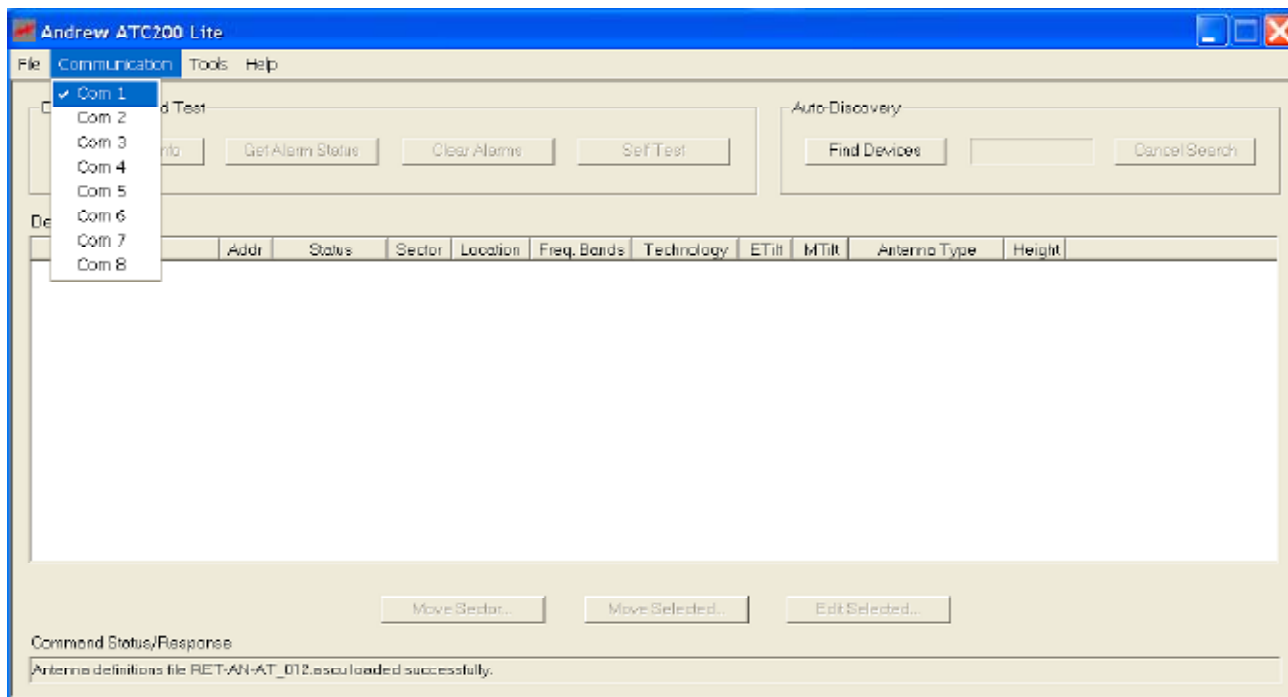 Andrew ATC200 Lite
File Communication Tools Help
Com 1
Com 2
Com 3
Com 4
Com 5
Com 6
Com 7
Com 8
d Test
Get Alarm Status Clear Alarms Self Test
Auto-Discovery
Find Devices Cancel Search
De
Addr Status Sector Location Freq. Bands Technology ETilt MTilt Antenna Type Height
Move Sector... Move Selected... Edit Selected...
Command Status/Response
Antenna definitions file RET-AN-AT_012.ascu loaded successfully.